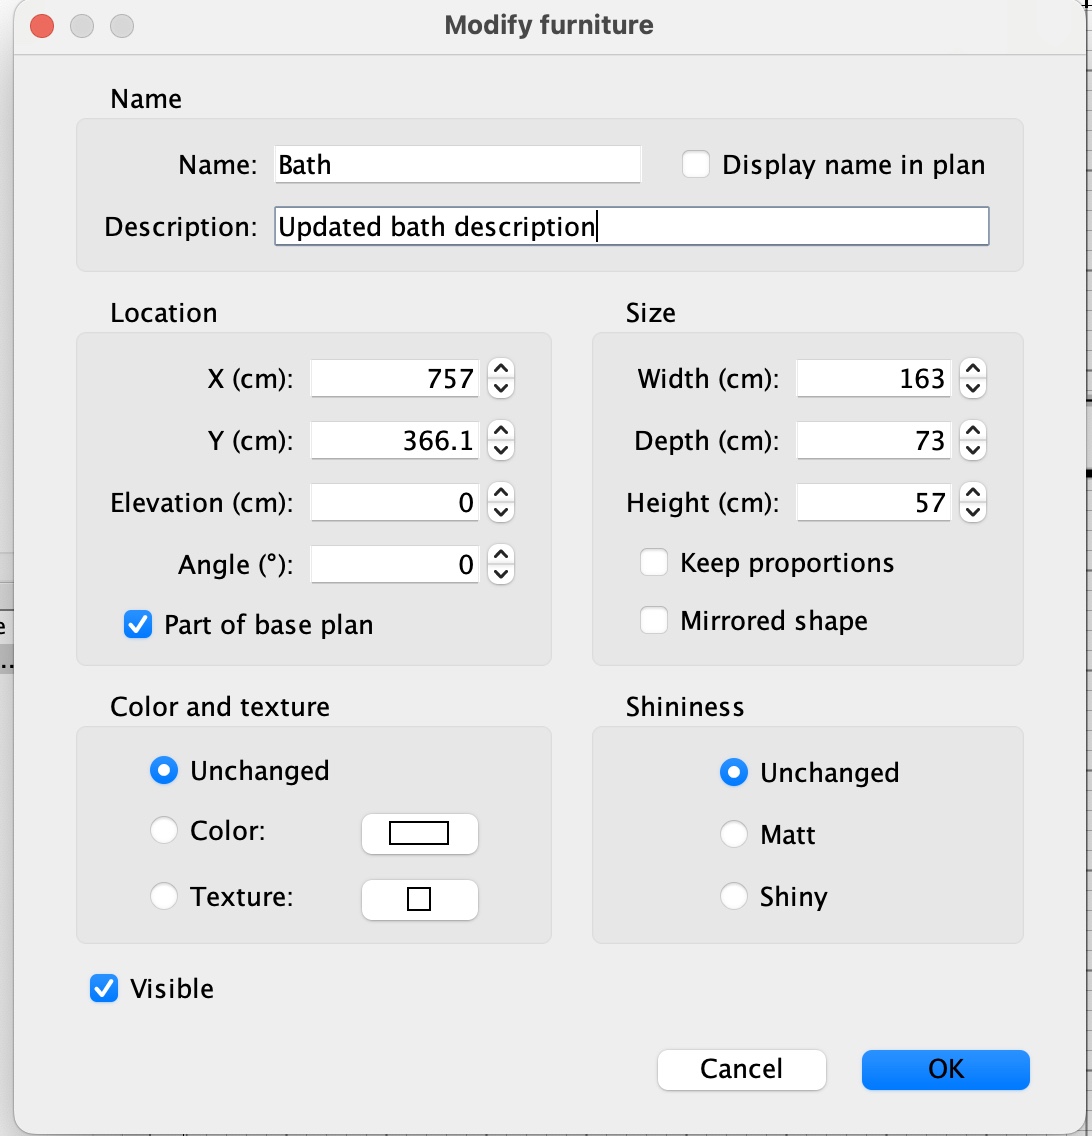 Modify furniture
Name
Name: Bath Display name in plan
Description: Updated bath description
Location Size
X (cm): 757 Width (cm): 163
Y (cm): 366.1 Depth (cm): 73
Elevation (cm): 0 Height (cm): 57
Angle (°): 0 Keep proportions
Part of base plan Mirrored shape
Color and texture Shininess
Unchanged Unchanged
Color: Matt
Texture: Shiny
Visible
Cancel OK